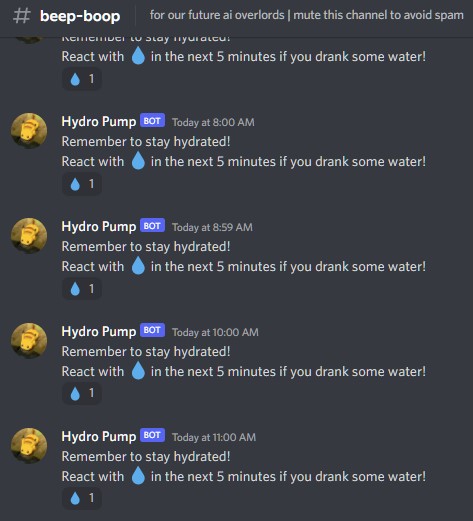 # beep-boop for our future ai overlords | mute this channel to avoid spam
Remember to stay hydrated!
React with 💧 in the next 5 minutes if you drank some water!
💧 1
Hydro Pump BOT Today at 8:00 AM
Remember to stay hydrated!
React with 💧 in the next 5 minutes if you drank some water!
💧 1
Hydro Pump BOT Today at 8:59 AM
Remember to stay hydrated!
React with 💧 in the next 5 minutes if you drank some water!
💧 1
Hydro Pump BOT Today at 10:00 AM
Remember to stay hydrated!
React with 💧 in the next 5 minutes if you drank some water!
💧 1
Hydro Pump BOT Today at 11:00 AM
Remember to stay hydrated!
React with 💧 in the next 5 minutes if you drank some water!
💧 1